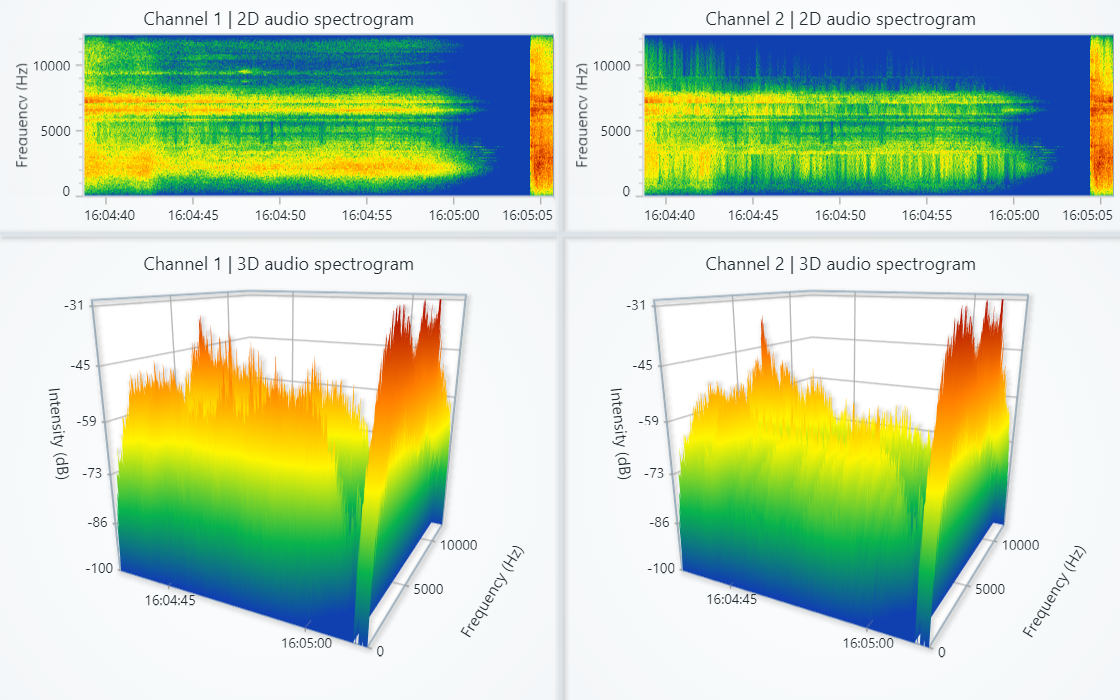 Channel 1 | 2D audio spectrogram
Frequency (Hz)
10000
5000
0
16:04:40 16:04:45 16:04:50 16:04:55 16:05:00 16:05:05
Channel 2 | 2D audio spectrogram
Frequency (Hz)
10000
5000
0
16:04:40 16:04:45 16:04:50 16:04:55 16:05:00 16:05:05
Channel 1 | 3D audio spectrogram
-31
-45
-59
-73
-86
-100
Intensity (dB)
16:04:45
16:05:00
10000
5000
0
Frequency (Hz)
Channel 2 | 3D audio spectrogram
-31
-45
-59
-73
-86
-100
Intensity (dB)
16:04:45
16:05:00
10000
5000
0
Frequency (Hz)